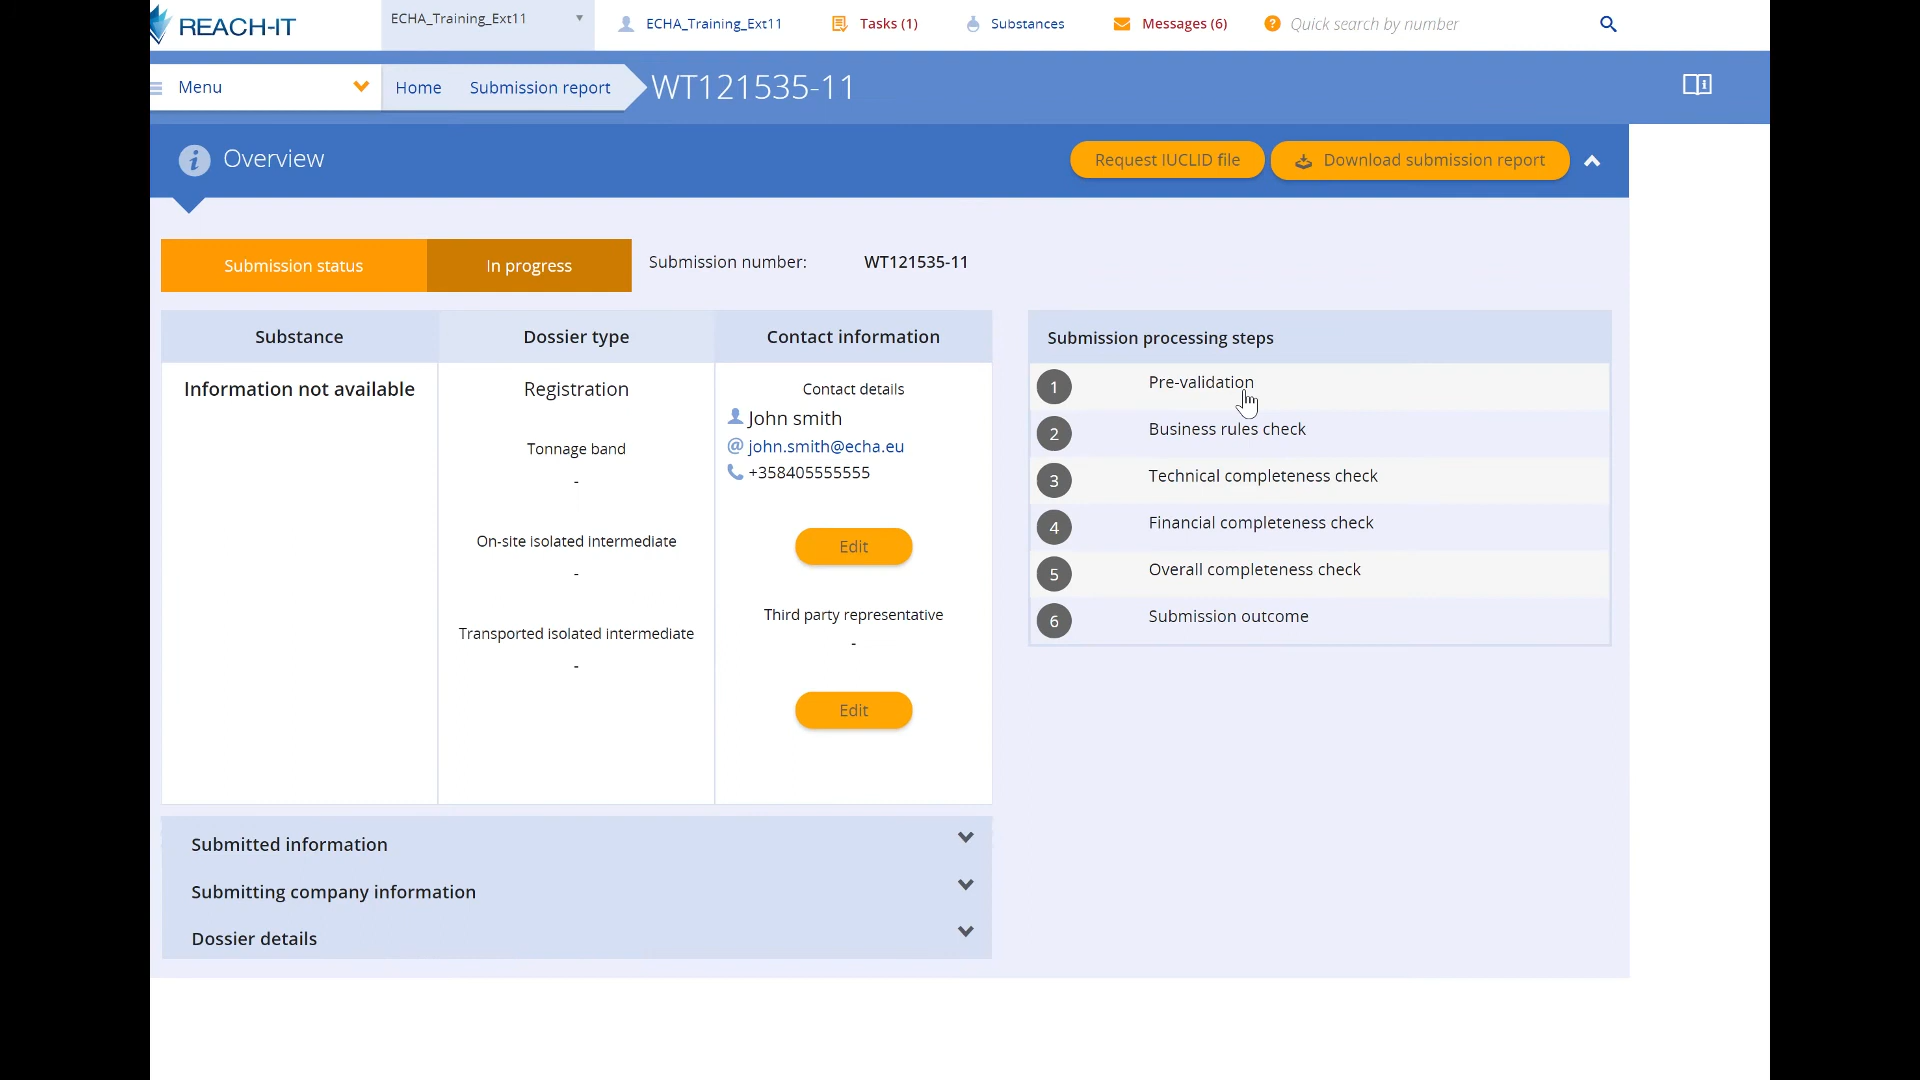 REACH-IT
ECHA_Training_Ext11
ECHA_Training_Ext11
Tasks (1)
Substances
Messages (6)
Quick search by number
Menu
Home
Submission report
WT121535-11
Overview
Request IUCLID file
Download submission report
Submission status
In progress
Submission number:
WT121535-11
Substance
Information not available
Dossier type
Registration
Tonnage band
-
On-site isolated intermediate
-
Transported isolated intermediate
-
Contact information
Contact details
John smith
@ john.smith@echa.eu
+358405555555
Edit
Third party representative
-
Edit
Submission processing steps
1 Pre-validation
2 Business rules check
3 Technical completeness check
4 Financial completeness check
5 Overall completeness check
6 Submission outcome
Submitted information
Submitting company information
Dossier details